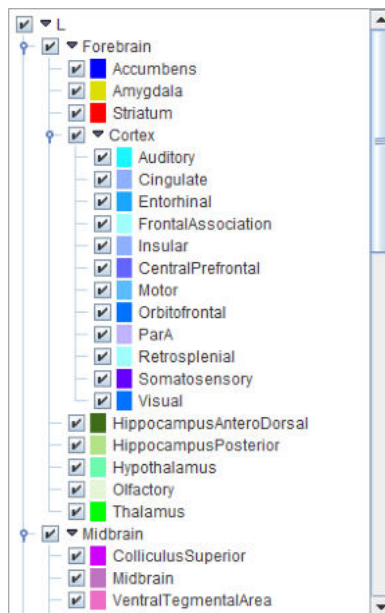 L
Forebrain
Accumbens
Amygdala
Striatum
Cortex
Auditory
Cingulate
Entorhinal
FrontalAssociation
Insular
CentralPrefrontal
Motor
Orbitofrontal
ParA
Retrosplenial
Somatosensory
Visual
HippocampusAnteroDorsal
HippocampusPosterior
Hypothalamus
Olfactory
Thalamus
Midbrain
ColliculusSuperior
Midbrain
VentralTegmentalArea